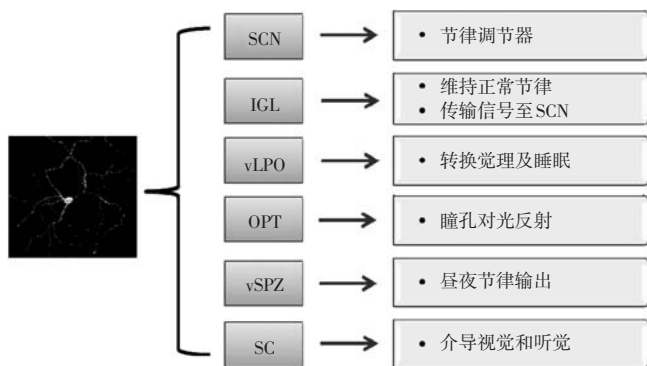 SCN
• 节律调节器
IGL
• 维持正常节律
• 传输信号至SCN
vLPO
• 转换觉理及睡眠
OPT
• 瞳孔对光反射
vSPZ
• 昼夜节律输出
SC
• 介导视觉和听觉